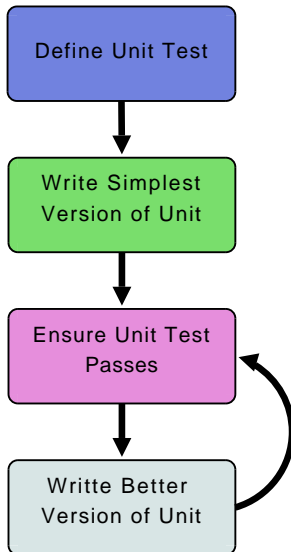 Define Unit Test
Write Simplest
Version of Unit
Ensure Unit Test
Passes
Writte Better
Version of Unit